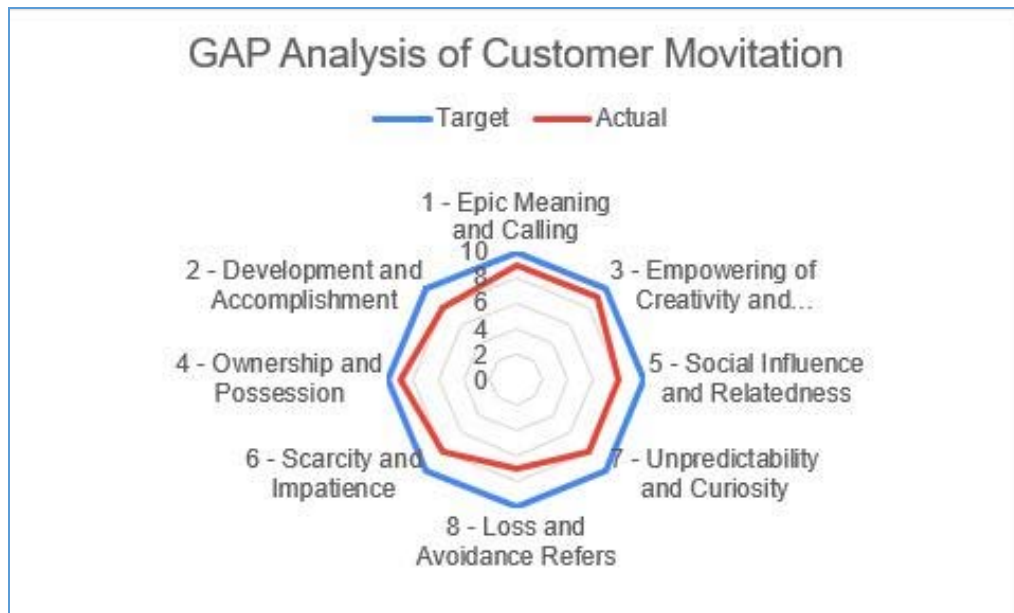 GAP Analysis of Customer Movitation
Target Actual
1 - Epic Meaning
and Calling
2 - Development and
Accomplishment
3 - Empowering of
Creativity and...
4 - Ownership and
Possession
5 - Social Influence
and Relatedness
6 - Scarcity and
Impatience
7 - Unpredictability
and Curiosity
8 - Loss and
Avoidance Refers
10
8
6
4
2
0